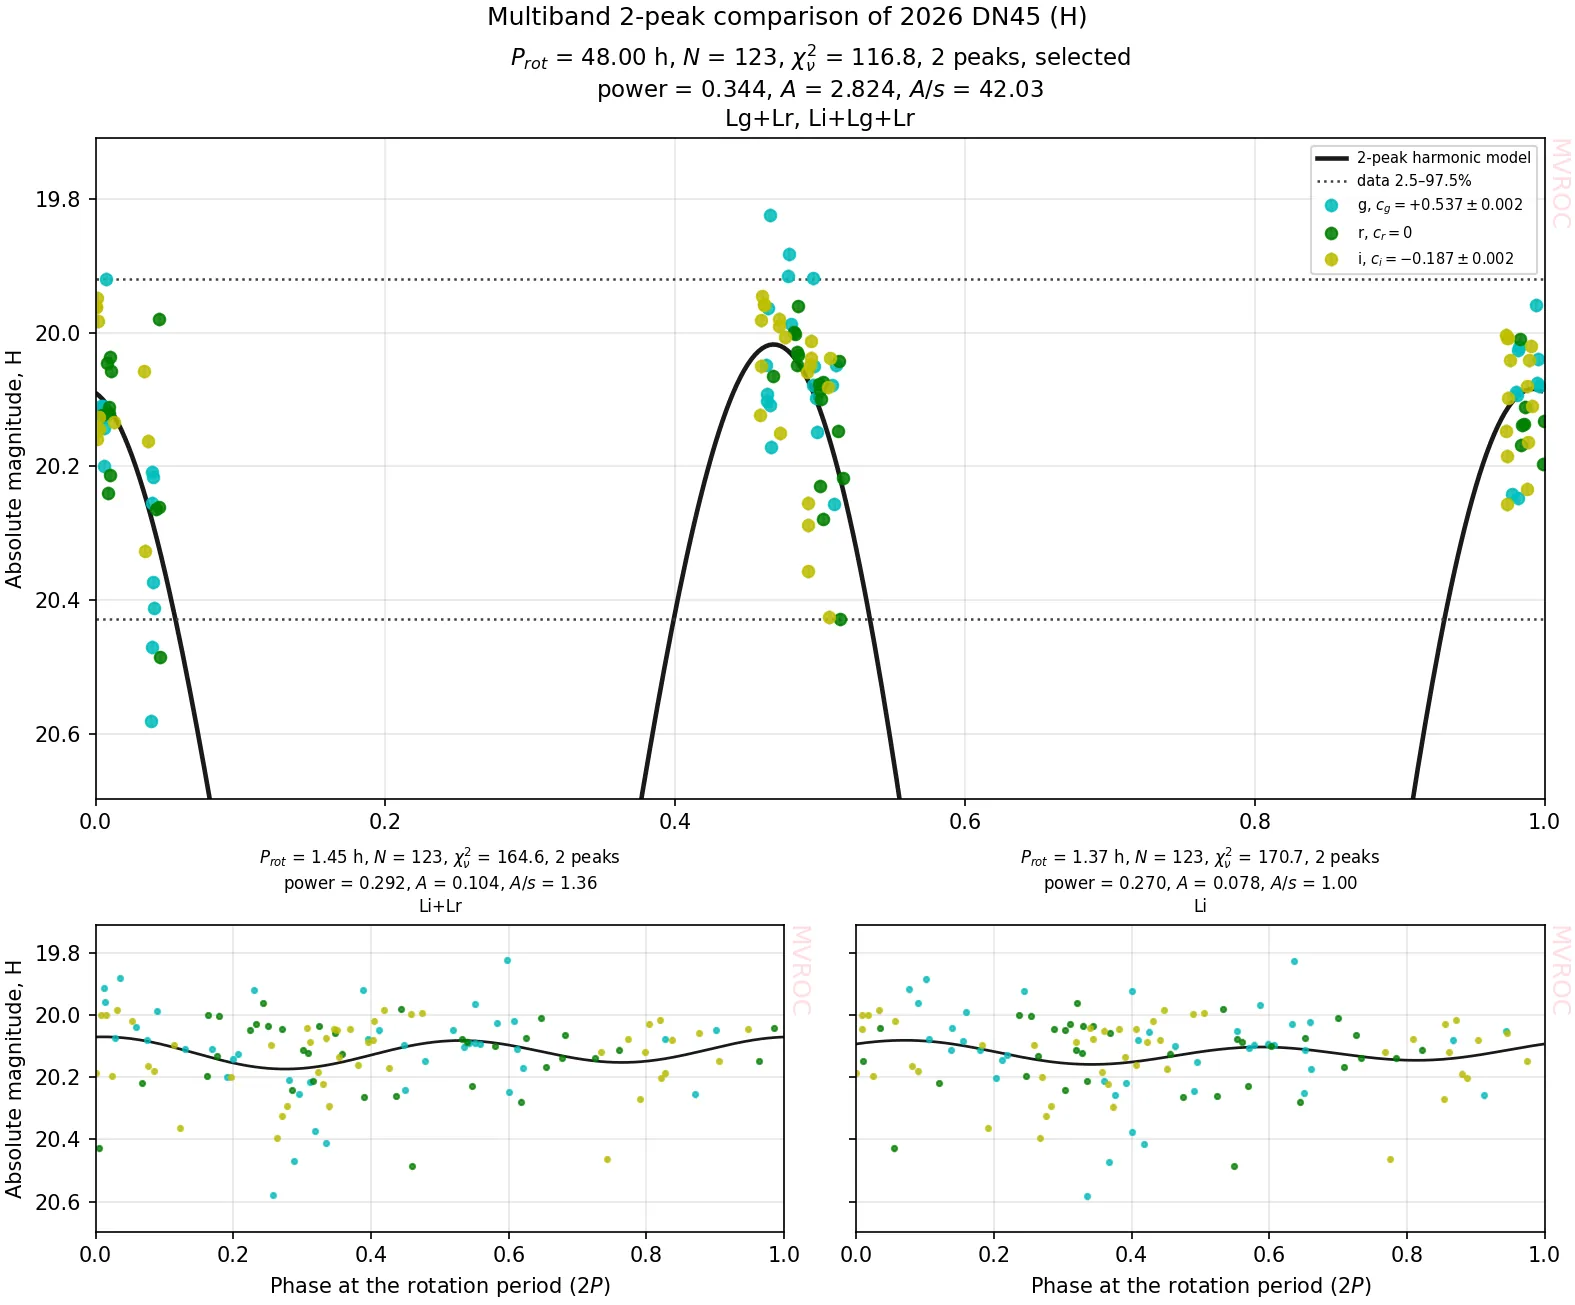 Multiband 2-peak comparison of 2026 DN45 (H)
P_rot = 48.00 h, N = 123, χ²_ν = 116.8, 2 peaks, selected
power = 0.344, A = 2.824, A/s = 42.03
Lg+Lr, Li+Lg+Lr
2-peak harmonic model
data 2.5–97.5%
g, c_g = +0.537 ± 0.002
r, c_r = 0
i, c_i = −0.187 ± 0.002
MVROC
Absolute magnitude, H
19.8
20.0
20.2
20.4
20.6
0.0 0.2 0.4 0.6 0.8 1.0
P_rot = 1.45 h, N = 123, χ²_ν = 164.6, 2 peaks
power = 0.292, A = 0.104, A/s = 1.36
Li+Lr
MVROC
Absolute magnitude, H
19.8
20.0
20.2
20.4
20.6
0.0 0.2 0.4 0.6 0.8 1.0
Phase at the rotation period (2P)
P_rot = 1.37 h, N = 123, χ²_ν = 170.7, 2 peaks
power = 0.270, A = 0.078, A/s = 1.00
Li
MVROC
0.0 0.2 0.4 0.6 0.8 1.0
Phase at the rotation period (2P)